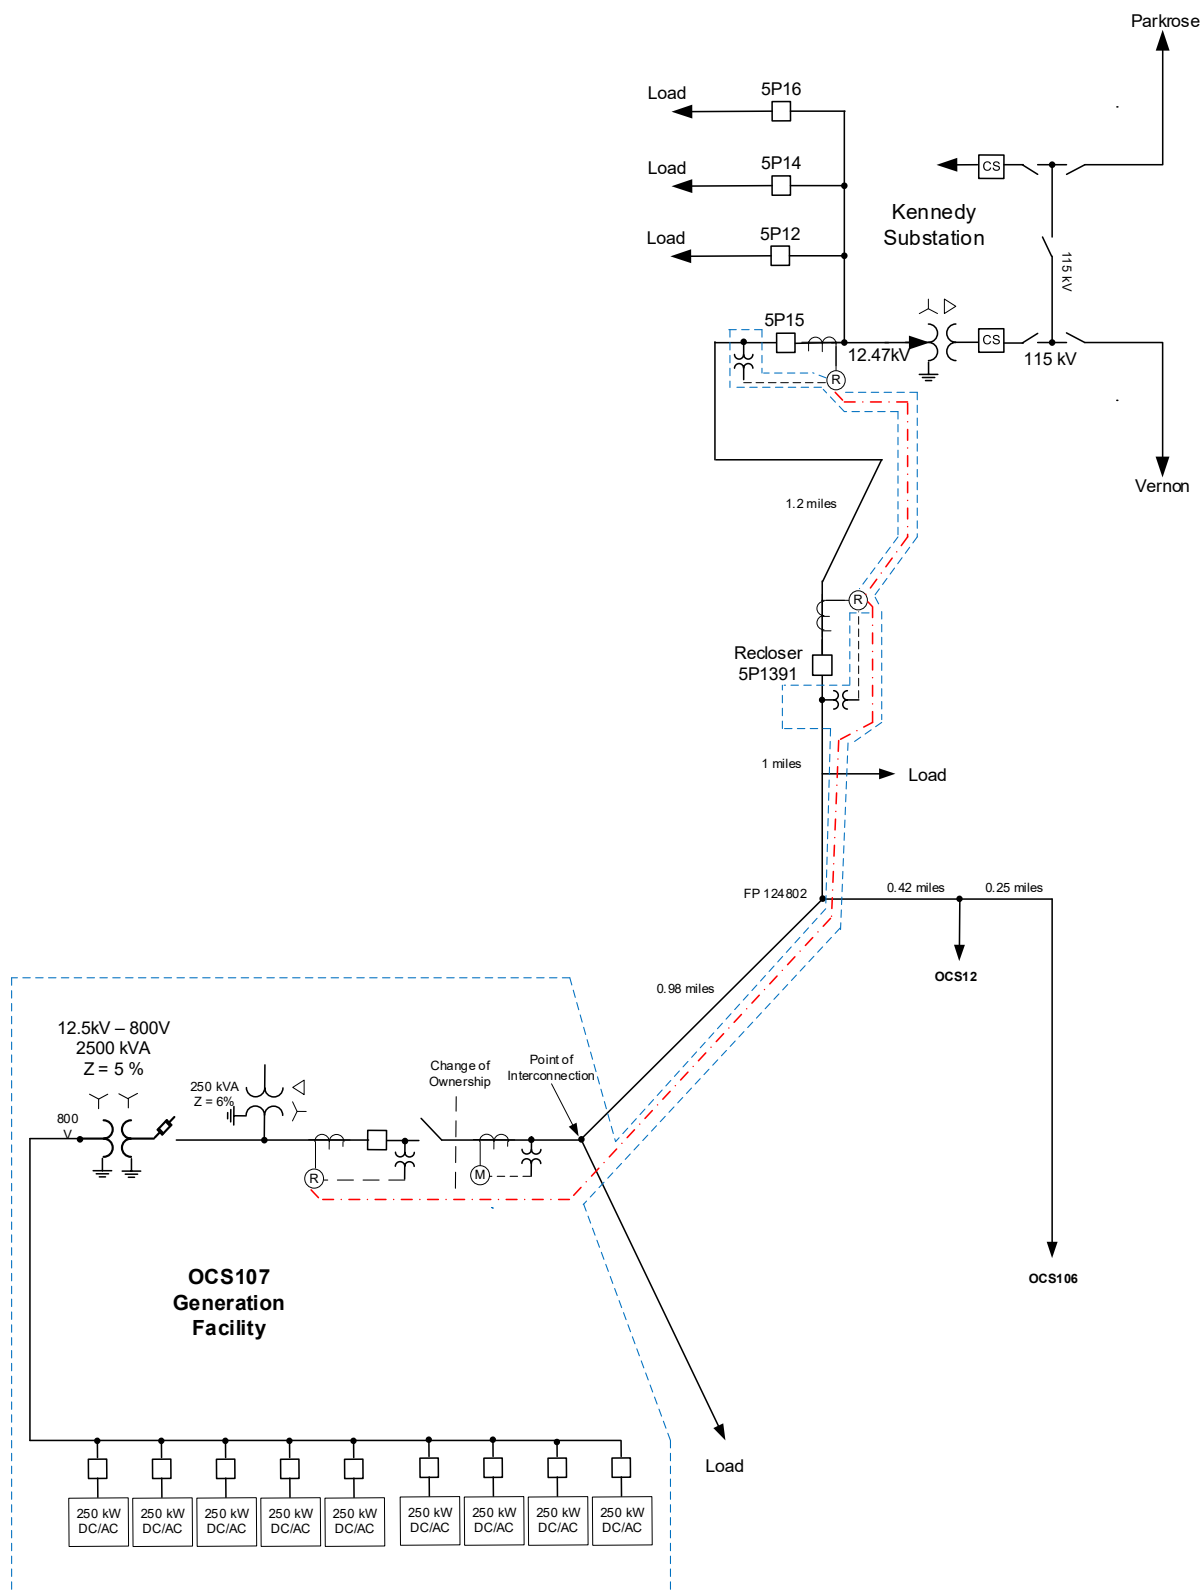 Parkrose
Load
5P16
Load
5P14
CS
Kennedy
Substation
Load
5P12
115 kV
5P15
12.47kV
CS
115 kV
R
Vernon
1.2 miles
R
Recloser
5P1391
1 miles
Load
FP 124802
0.42 miles
0.25 miles
OCS12
0.98 miles
12.5kV – 800V
2500 kVA
Z = 5 %
Change of
Ownership
Point of
Interconnection
250 kVA
Z = 6%
800
V
R
M
OCS107
Generation
Facility
OCS106
Load
250 kW
DC/AC
250 kW
DC/AC
250 kW
DC/AC
250 kW
DC/AC
250 kW
DC/AC
250 kW
DC/AC
250 kW
DC/AC
250 kW
DC/AC
250 kW
DC/AC